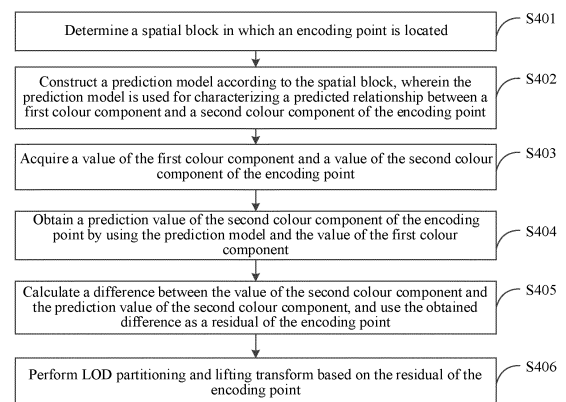 S401
Determine a spatial block in which an encoding point is located
S402
Construct a prediction model according to the spatial block, wherein the
prediction model is used for characterizing a predicted relationship between a
first colour component and a second colour component of the encoding point
S403
Acquire a value of the first colour component and a value of the second colour
component of the encoding point
S404
Obtain a prediction value of the second colour component of the encoding
point by using the prediction model and the value of the first colour
component
S405
Calculate a difference between the value of the second colour component and
the prediction value of the second colour component, and use the obtained
difference as a residual of the encoding point
S406
Perform LOD partitioning and lifting transform based on the residual of the
encoding point